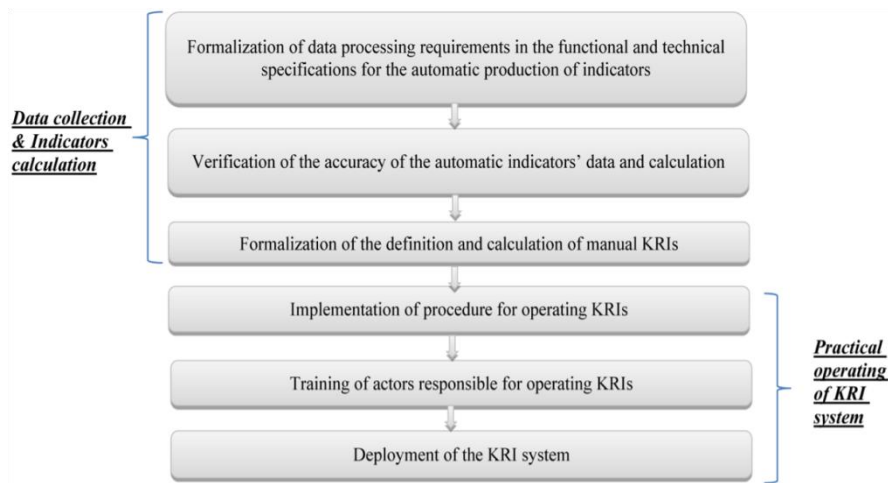 Formalization of data processing requirements in the functional and technical
specifications for the automatic production of indicators
Data collection
& Indicators
calculation
Verification of the accuracy of the automatic indicators’ data and calculation
Formalization of the definition and calculation of manual KRIs
Implementation of procedure for operating KRIs
Training of actors responsible for operating KRIs
Deployment of the KRI system
Practical
operating
of KRI
system